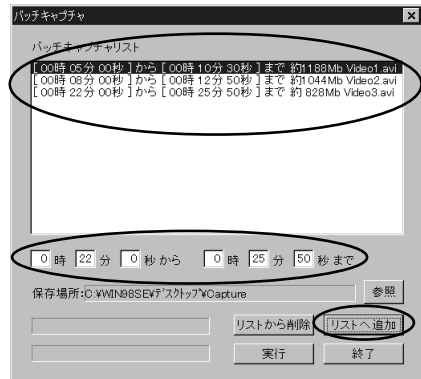 バッチキャプチャ
バッチキャプチャリスト
[ 00時 05分 00秒 ] から [ 00時 10分 30秒 ] まで 約1188Mb Video1.avi
[ 00時 08分 00秒 ] から [ 00時 12分 50秒 ] まで 約1044Mb Video2.avi
[ 00時 22分 00秒 ] から [ 00時 25分 50秒 ] まで 約 828Mb Video3.avi
0 時 22 分 0 秒 から 0 時 25 分 50 秒 まで
保存場所:C:¥WIN98SE¥ﾃﾞｽｸﾄｯﾌﾟ¥Capture 参照
リストから削除 リストへ追加
実行 終了